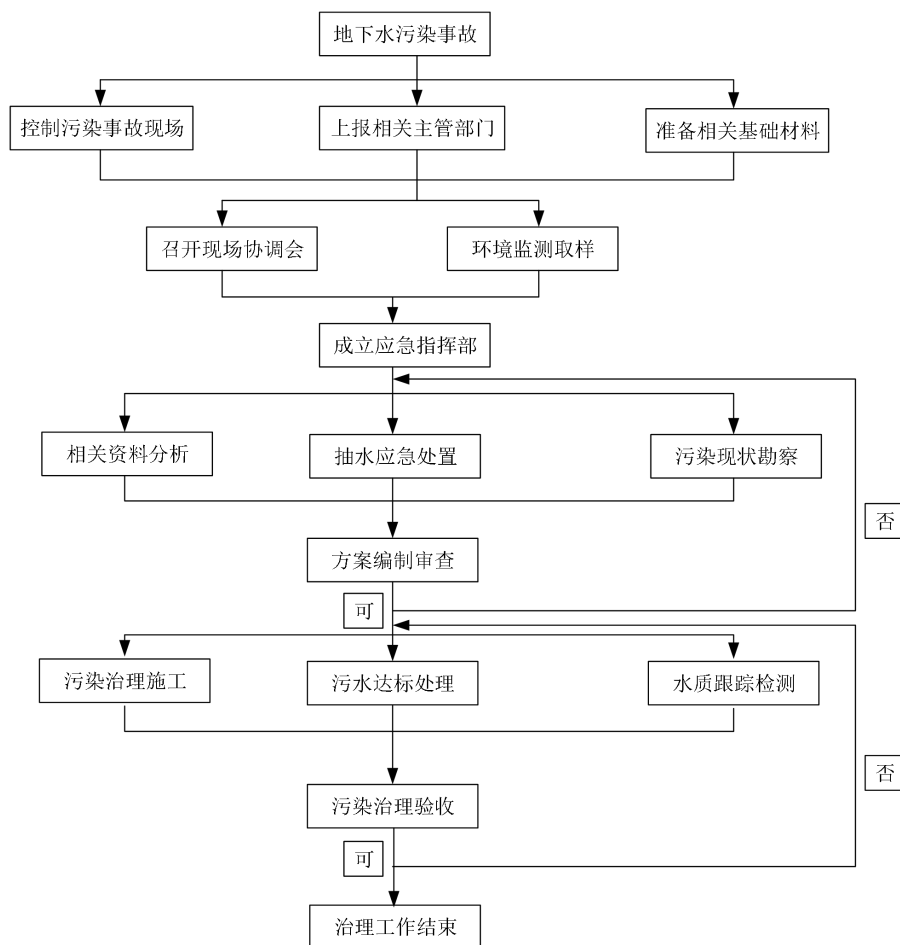 地下水污染事故
控制污染事故现场
上报相关主管部门
准备相关基础材料
召开现场协调会
环境监测取样
成立应急指挥部
相关资料分析
抽水应急处置
污染现状勘察
否
方案编制审查
可
污染治理施工
污水达标处理
水质跟踪检测
否
污染治理验收
可
治理工作结束